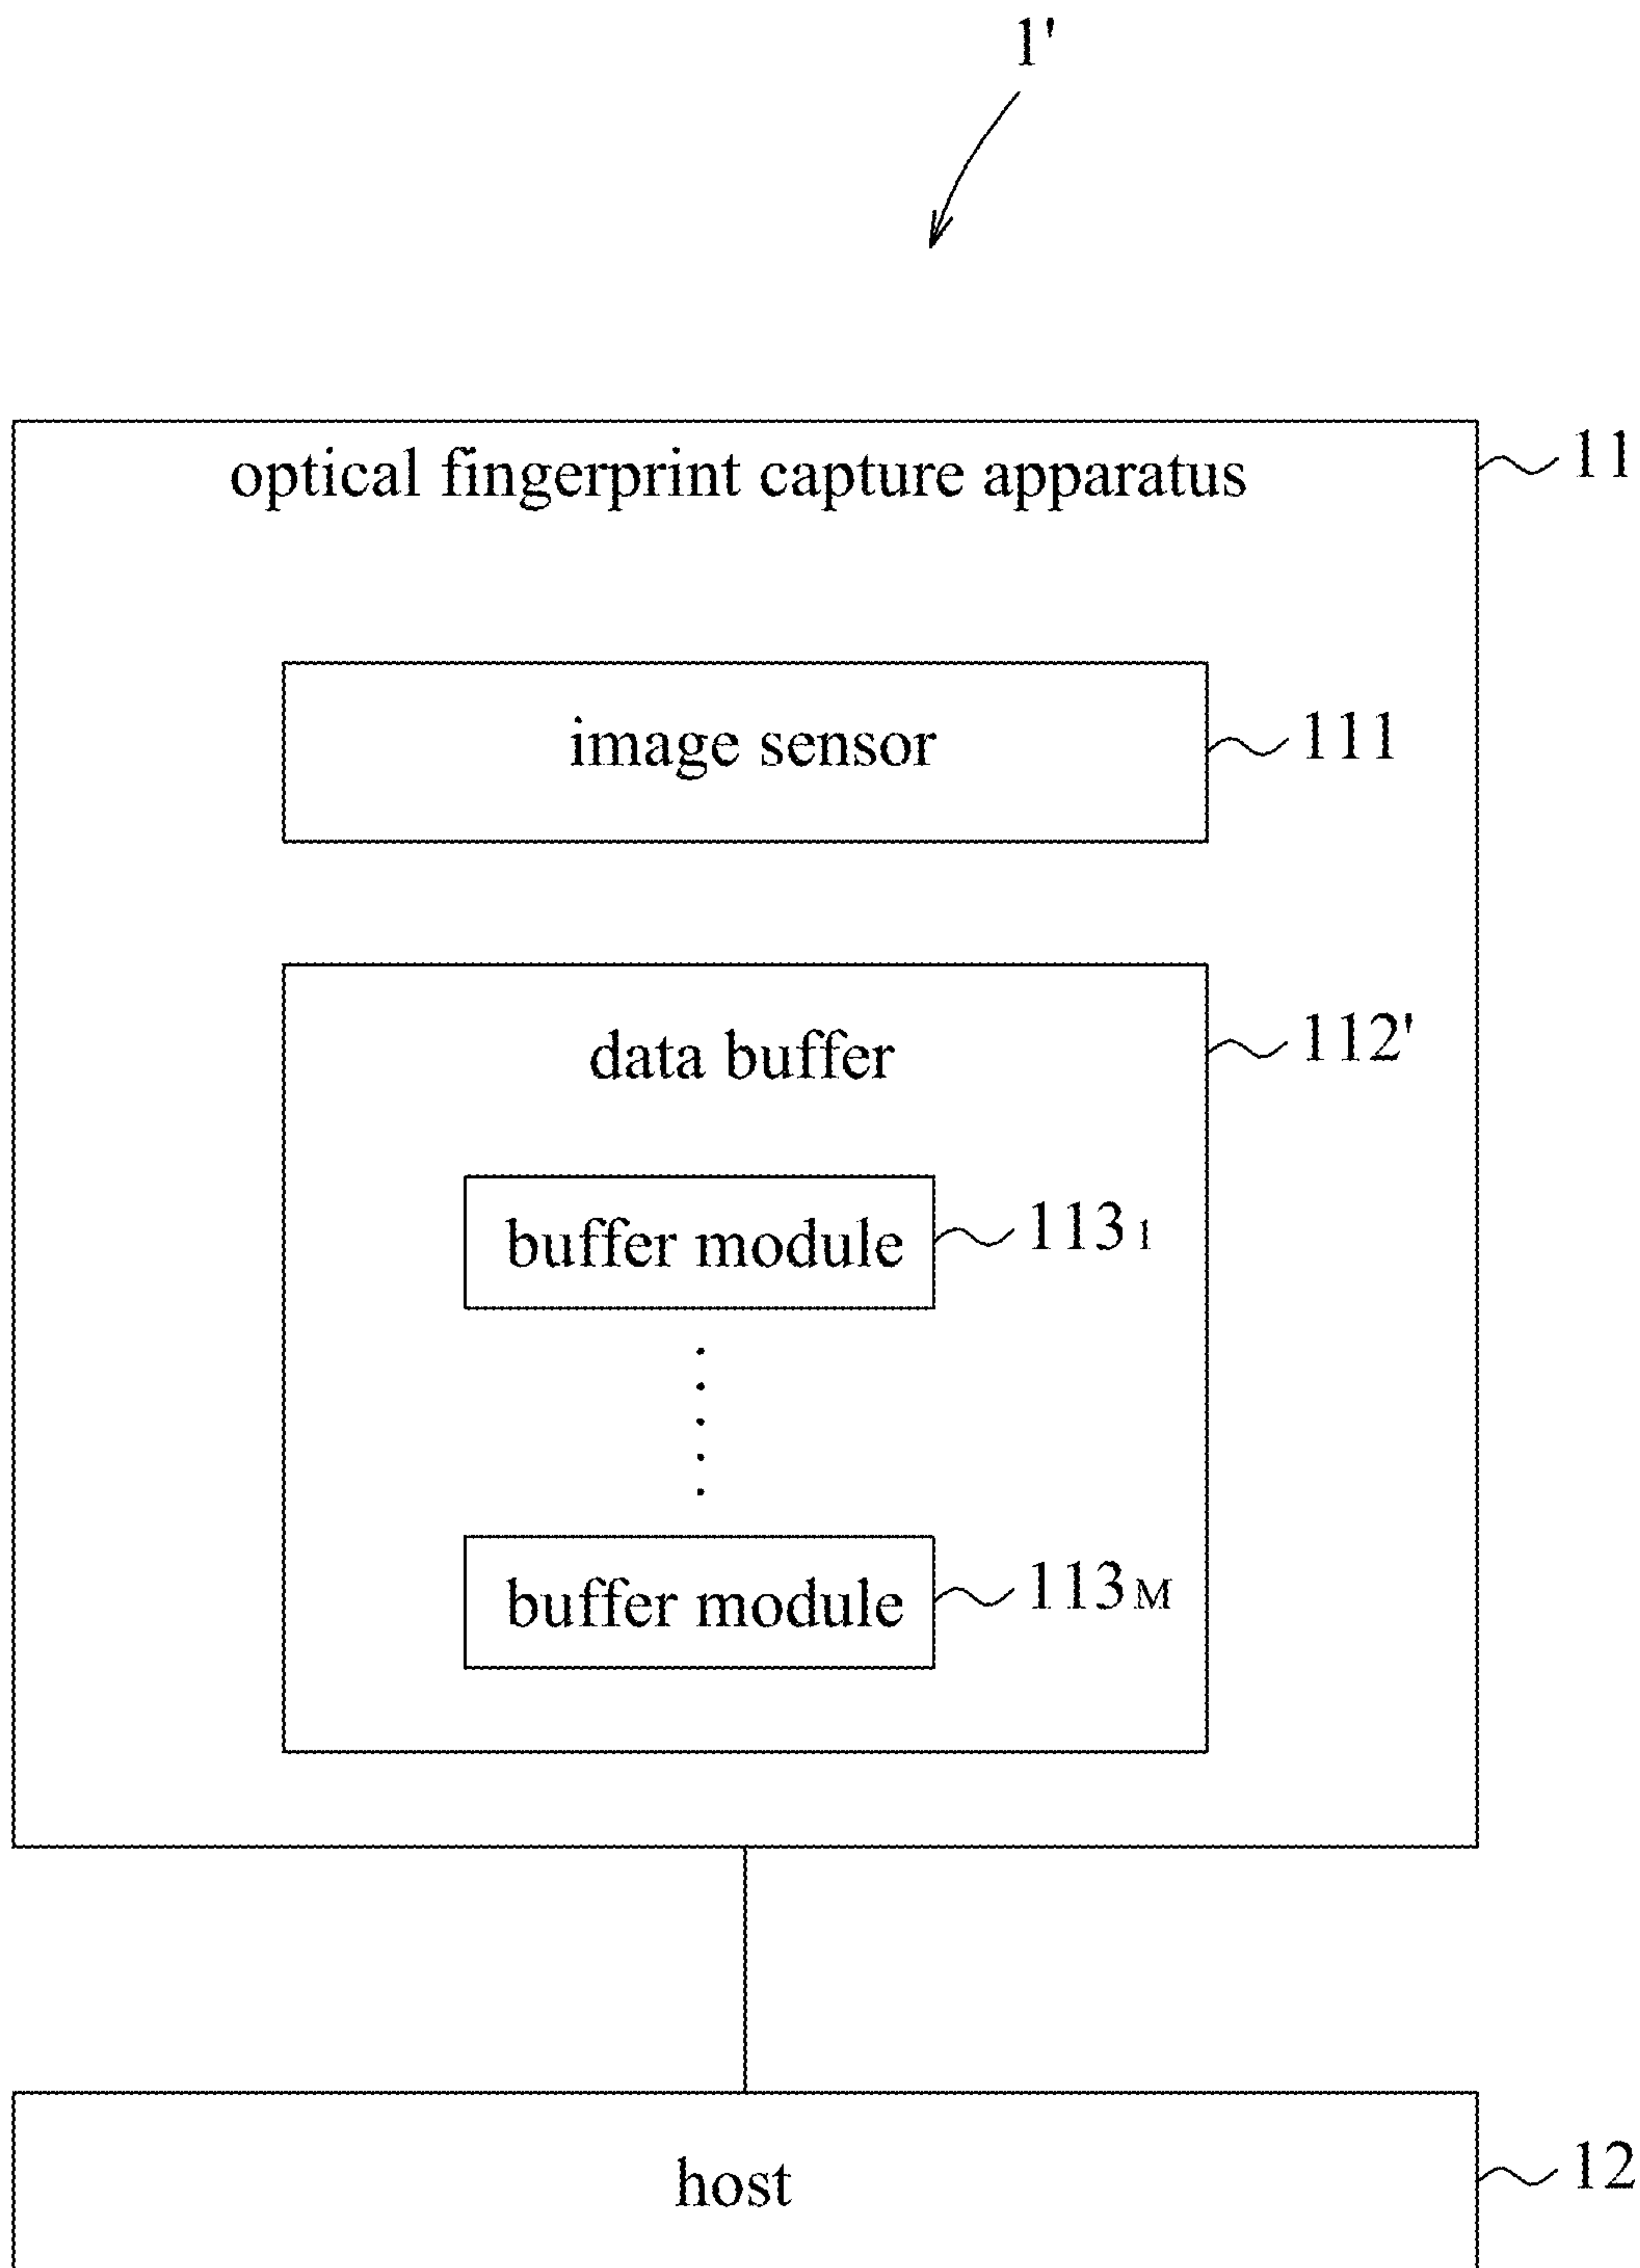 1'
optical fingerprint capture apparatus
11
image sensor
111
data buffer
112'
buffer module
113₁
buffer module
113M
host
12